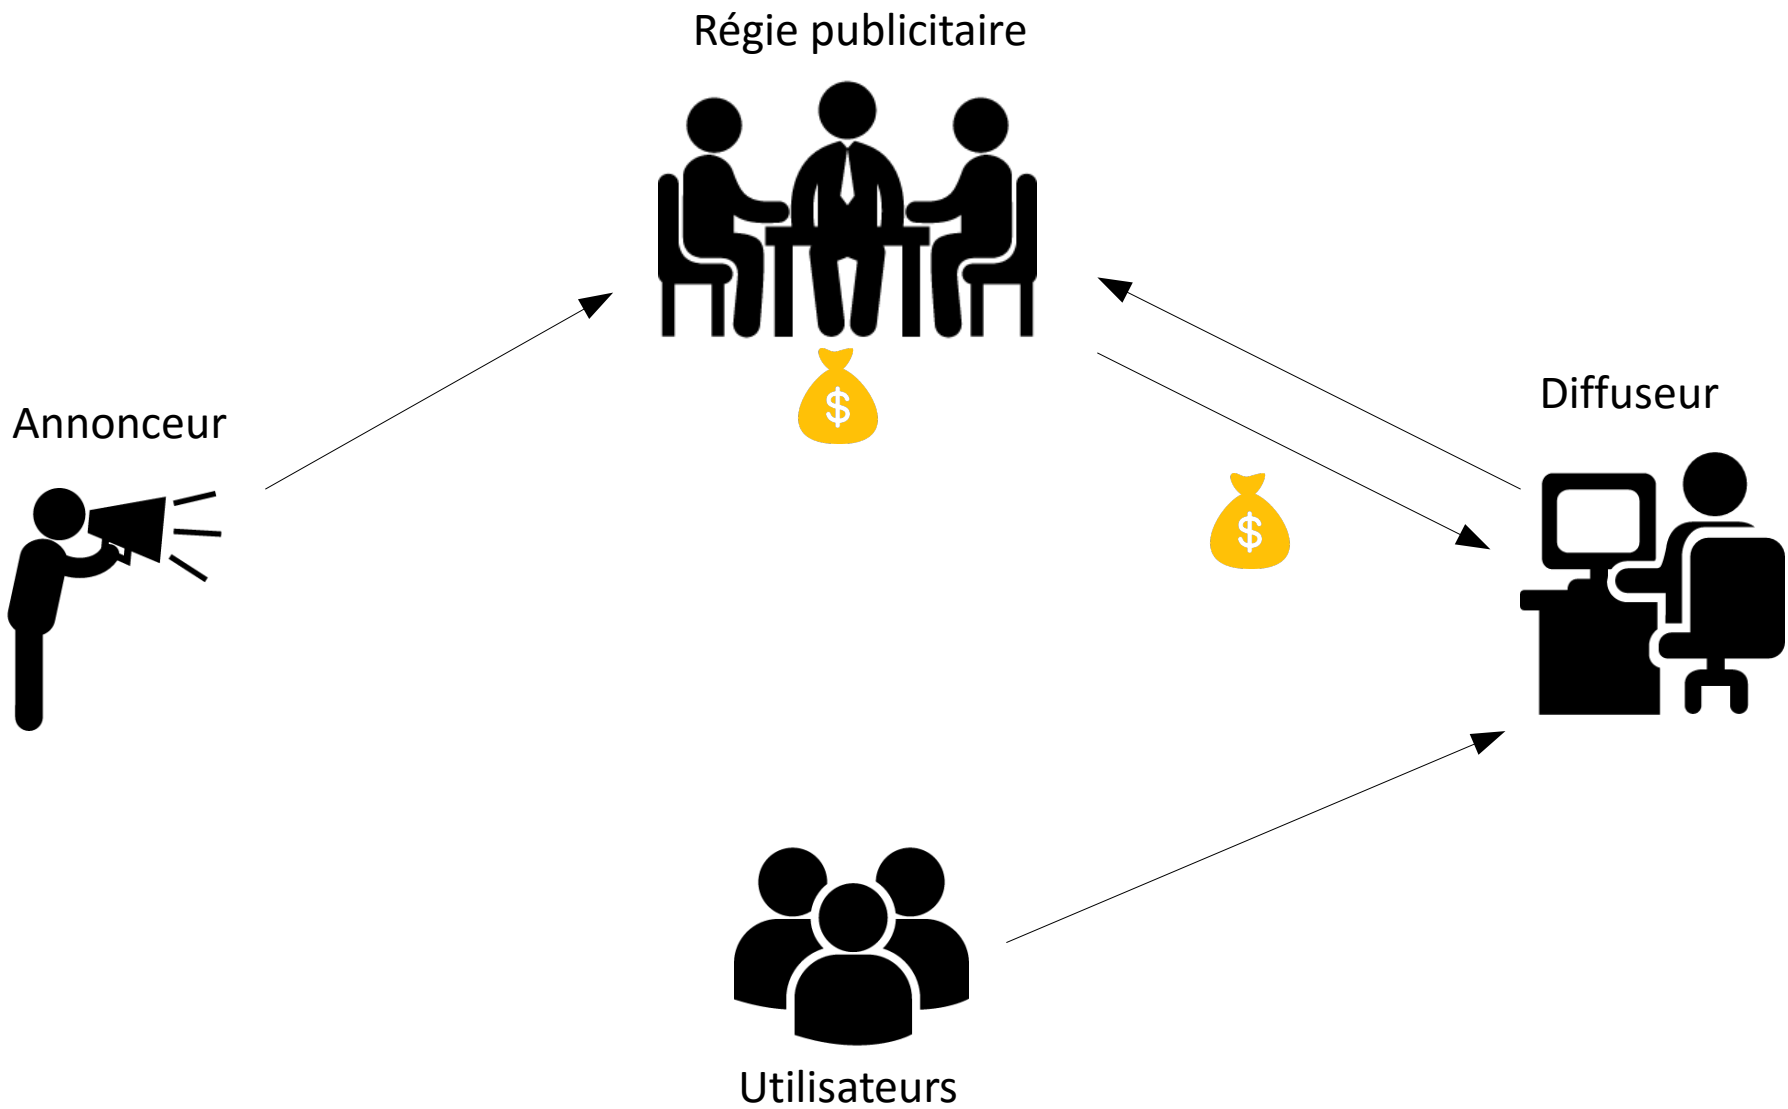 Régie publicitaire
Annonceur
Diffuseur
$
$
Utilisateurs